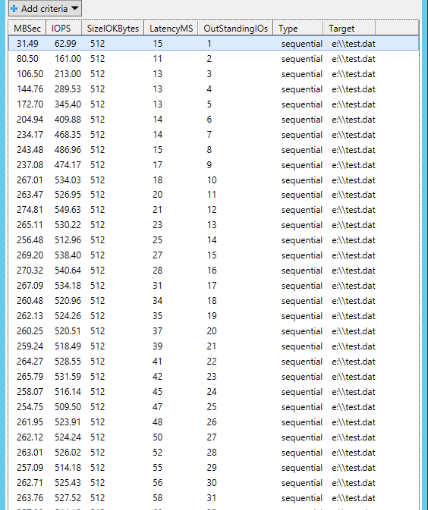 Add criteria
MBSec IOPS SizeIOKBytes LatencyMS OutStandingIOs Type Target
31.49 62.99 512 15 1 sequential e:\\test.dat
80.50 161.00 512 11 2 sequential e:\\test.dat
106.50 213.00 512 13 3 sequential e:\\test.dat
144.76 289.53 512 13 4 sequential e:\\test.dat
172.70 345.40 512 13 5 sequential e:\\test.dat
204.94 409.88 512 14 6 sequential e:\\test.dat
234.17 468.35 512 14 7 sequential e:\\test.dat
243.48 486.96 512 15 8 sequential e:\\test.dat
237.08 474.17 512 17 9 sequential e:\\test.dat
267.01 534.03 512 18 10 sequential e:\\test.dat
263.47 526.95 512 20 11 sequential e:\\test.dat
274.81 549.63 512 21 12 sequential e:\\test.dat
265.11 530.22 512 23 13 sequential e:\\test.dat
256.48 512.96 512 25 14 sequential e:\\test.dat
269.20 538.40 512 27 15 sequential e:\\test.dat
270.32 540.64 512 28 16 sequential e:\\test.dat
267.09 534.18 512 31 17 sequential e:\\test.dat
260.48 520.96 512 34 18 sequential e:\\test.dat
262.13 524.26 512 35 19 sequential e:\\test.dat
260.25 520.51 512 37 20 sequential e:\\test.dat
259.24 518.49 512 39 21 sequential e:\\test.dat
264.27 528.55 512 41 22 sequential e:\\test.dat
265.79 531.59 512 42 23 sequential e:\\test.dat
258.07 516.14 512 45 24 sequential e:\\test.dat
254.75 509.50 512 47 25 sequential e:\\test.dat
261.95 523.91 512 48 26 sequential e:\\test.dat
262.12 524.24 512 50 27 sequential e:\\test.dat
263.01 526.02 512 52 28 sequential e:\\test.dat
257.09 514.18 512 55 29 sequential e:\\test.dat
262.71 525.43 512 56 30 sequential e:\\test.dat
263.76 527.52 512 58 31 sequential e:\\test.dat